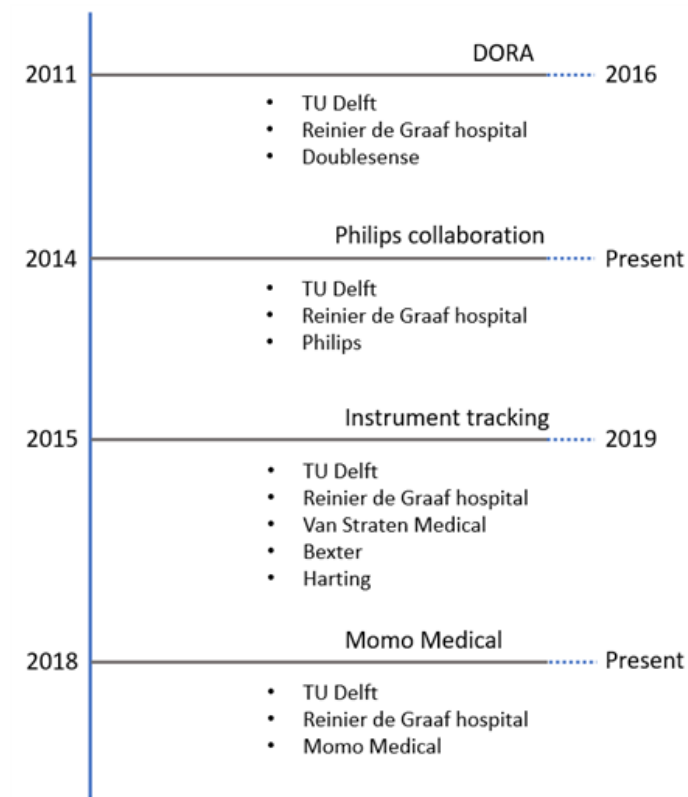 DORA
2011 2016
• TU Delft
• Reinier de Graaf hospital
• Doublesense
Philips collaboration
2014 Present
• TU Delft
• Reinier de Graaf hospital
• Philips
Instrument tracking
2015 2019
• TU Delft
• Reinier de Graaf hospital
• Van Straten Medical
• Bexter
• Harting
Momo Medical
2018 Present
• TU Delft
• Reinier de Graaf hospital
• Momo Medical